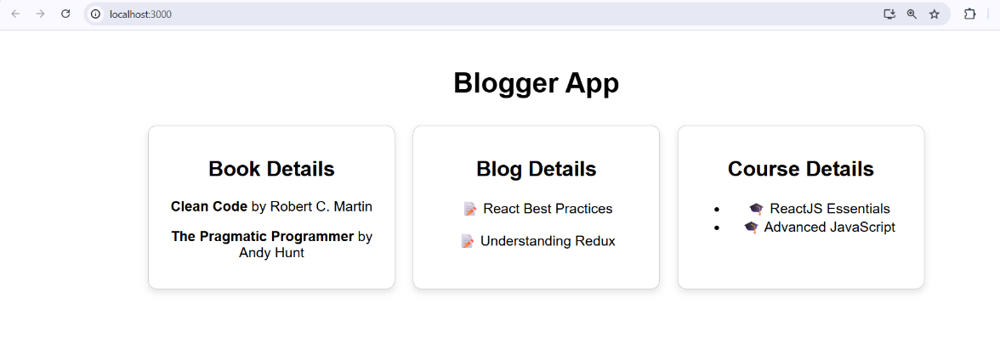 localhost:3000
Blogger App
Book Details
Clean Code by Robert C. Martin
The Pragmatic Programmer by
Andy Hunt
Blog Details
📝 React Best Practices
📝 Understanding Redux
Course Details
• 🎓 ReactJS Essentials
• 🎓 Advanced JavaScript